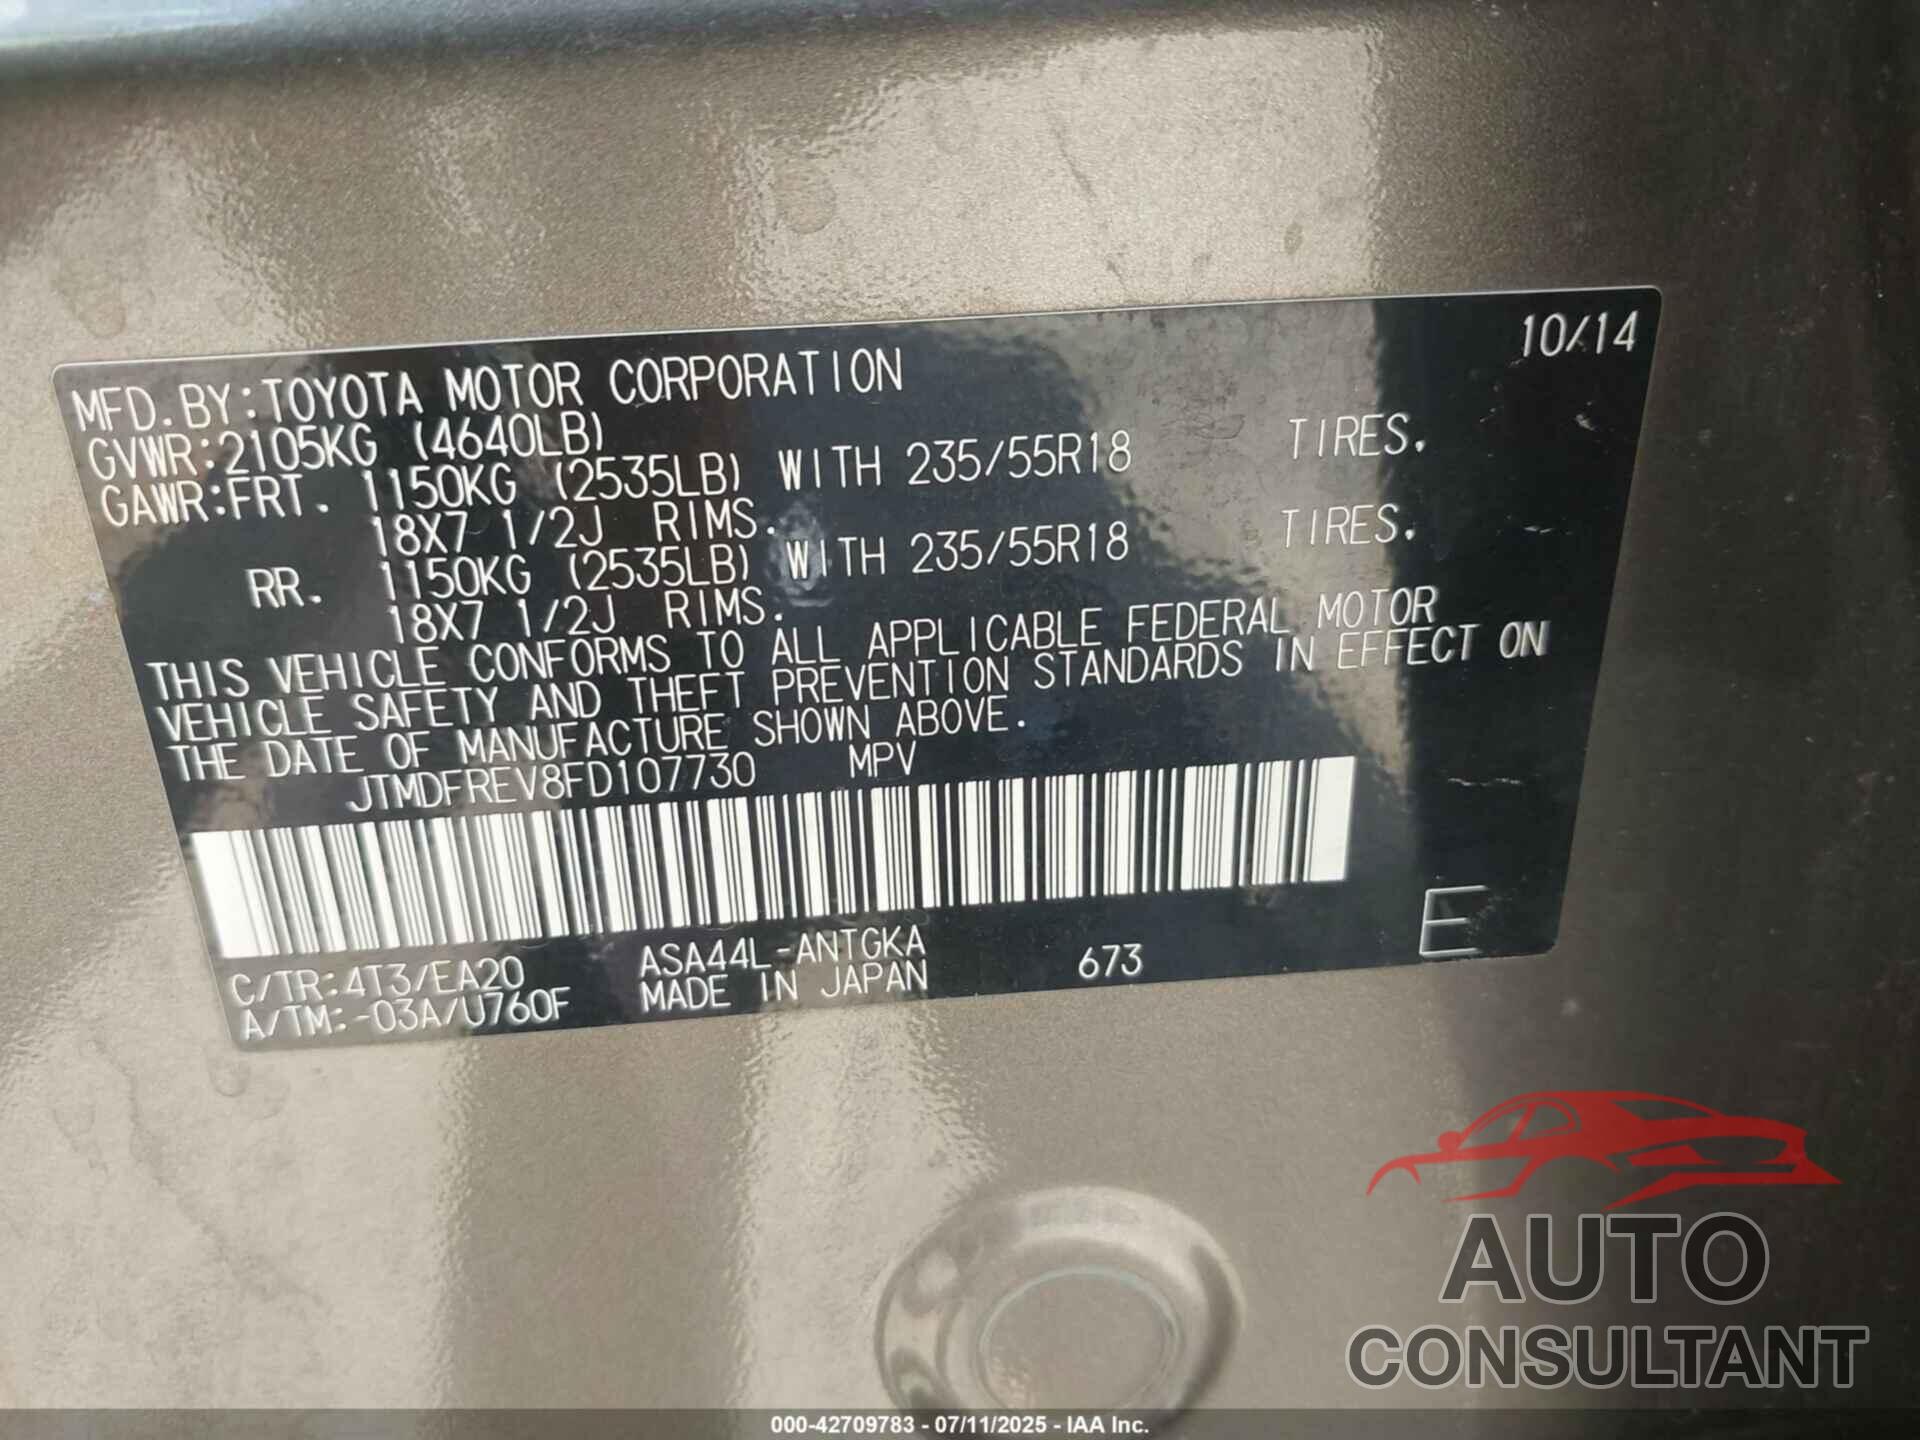 10/14
MFD.BY:TOYOTA MOTOR CORPORATION
GVWR:2105KG (4640LB)
GAWR:FRT. 1150KG (2535LB) WITH 235/55R18 TIRES.
18X7 1/2J RIMS.
RR. 1150KG (2535LB) WITH 235/55R18 TIRES.
18X7 1/2J RIMS.
THIS VEHICLE CONFORMS TO ALL APPLICABLE FEDERAL MOTOR
VEHICLE SAFETY AND THEFT PREVENTION STANDARDS IN EFFECT ON
THE DATE OF MANUFACTURE SHOWN ABOVE.
JTMDFREV8FD107730 MPV
C/TR:4T3/EA20 ASA44L-ANTGKA 673 E
A/TM:-03A/U760F MADE IN JAPAN
AUTO
CONSULTANT
000-42709783 - 07/11/2025 - IAA Inc.